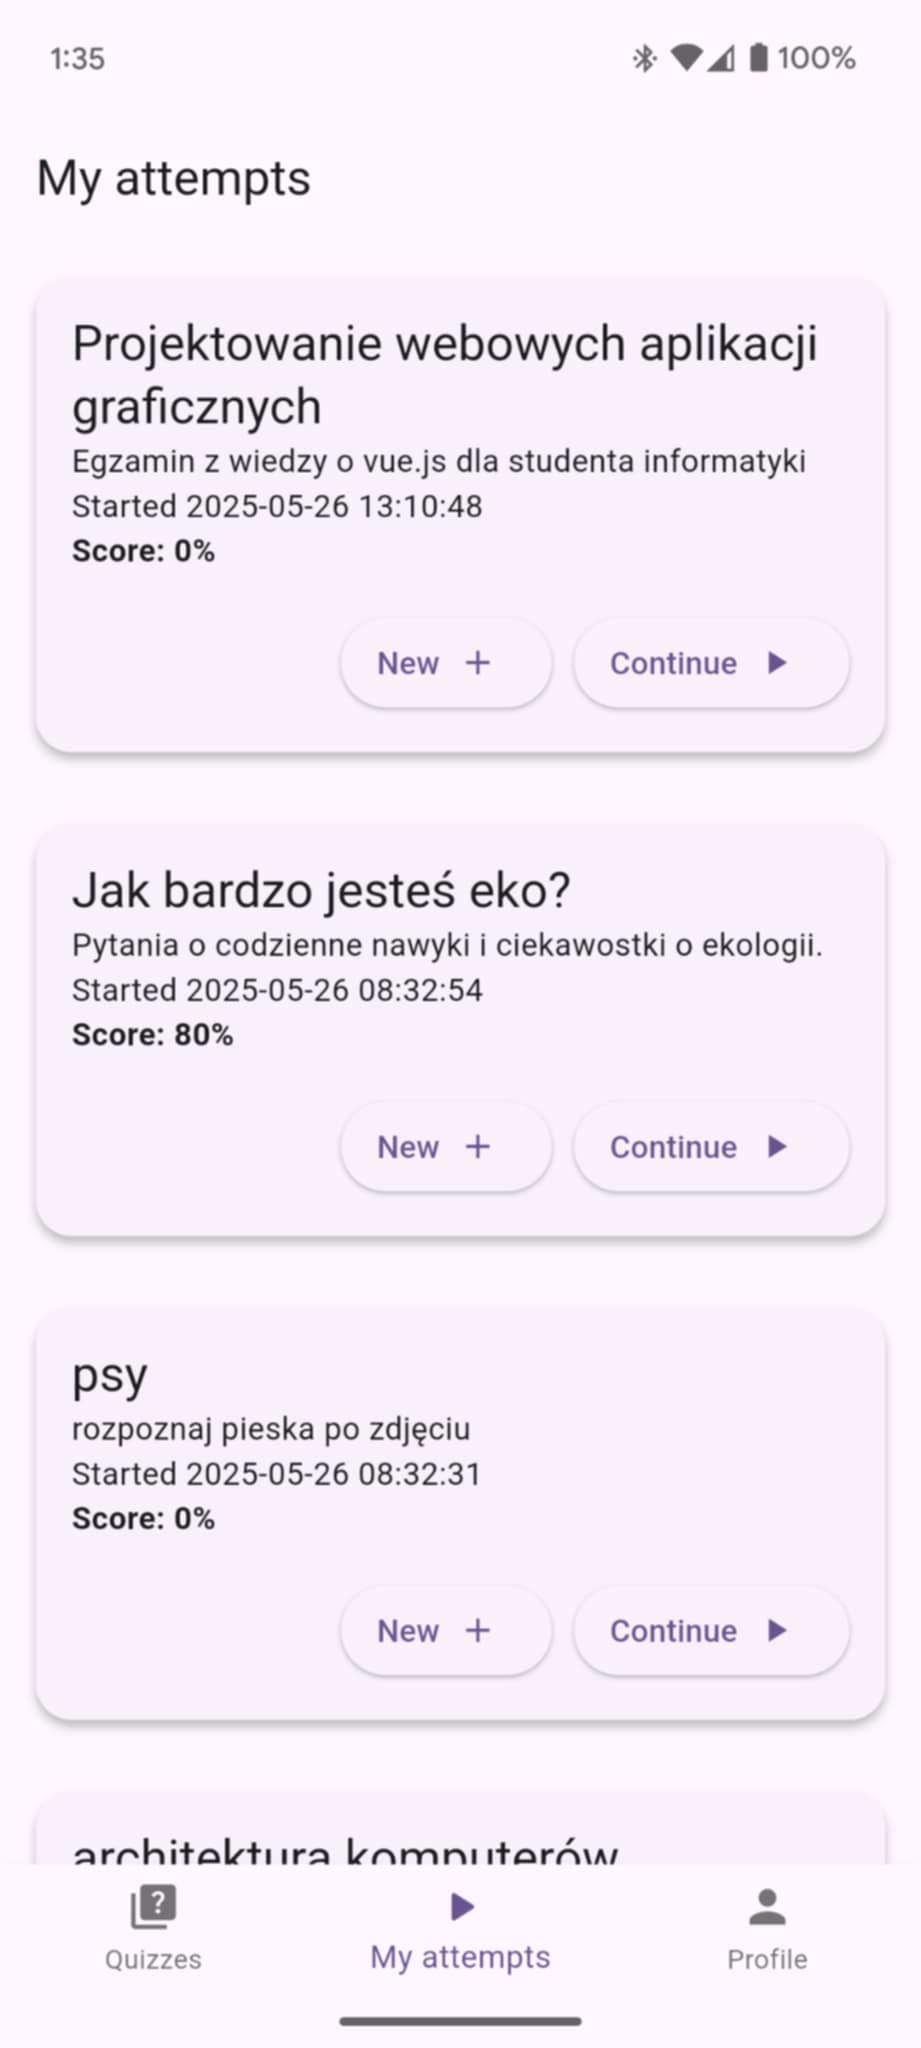 1:35
100%
My attempts
Projektowanie webowych aplikacji
graficznych
Egzamin z wiedzy o vue.js dla studenta informatyki
Started 2025-05-26 13:10:48
Score: 0%
New
Continue
Jak bardzo jesteś eko?
Pytania o codzienne nawyki i ciekawostki o ekologii.
Started 2025-05-26 08:32:54
Score: 80%
New
Continue
psy
rozpoznaj pieska po zdjęciu
Started 2025-05-26 08:32:31
Score: 0%
New
Continue
architektura komputerów
Quizzes
My attempts
Profile